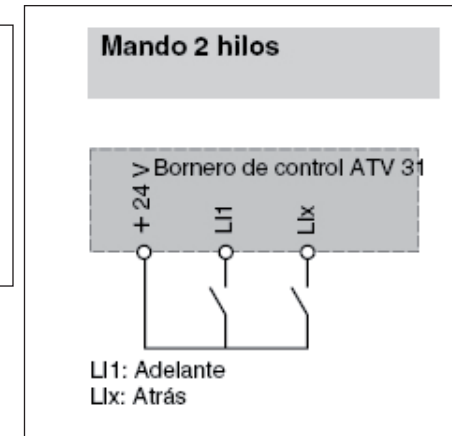 Mando 2 hilos
Bornero de control ATV 31
+ 24 V
LI1
LIx
LI1: Adelante
LIx: Atrás